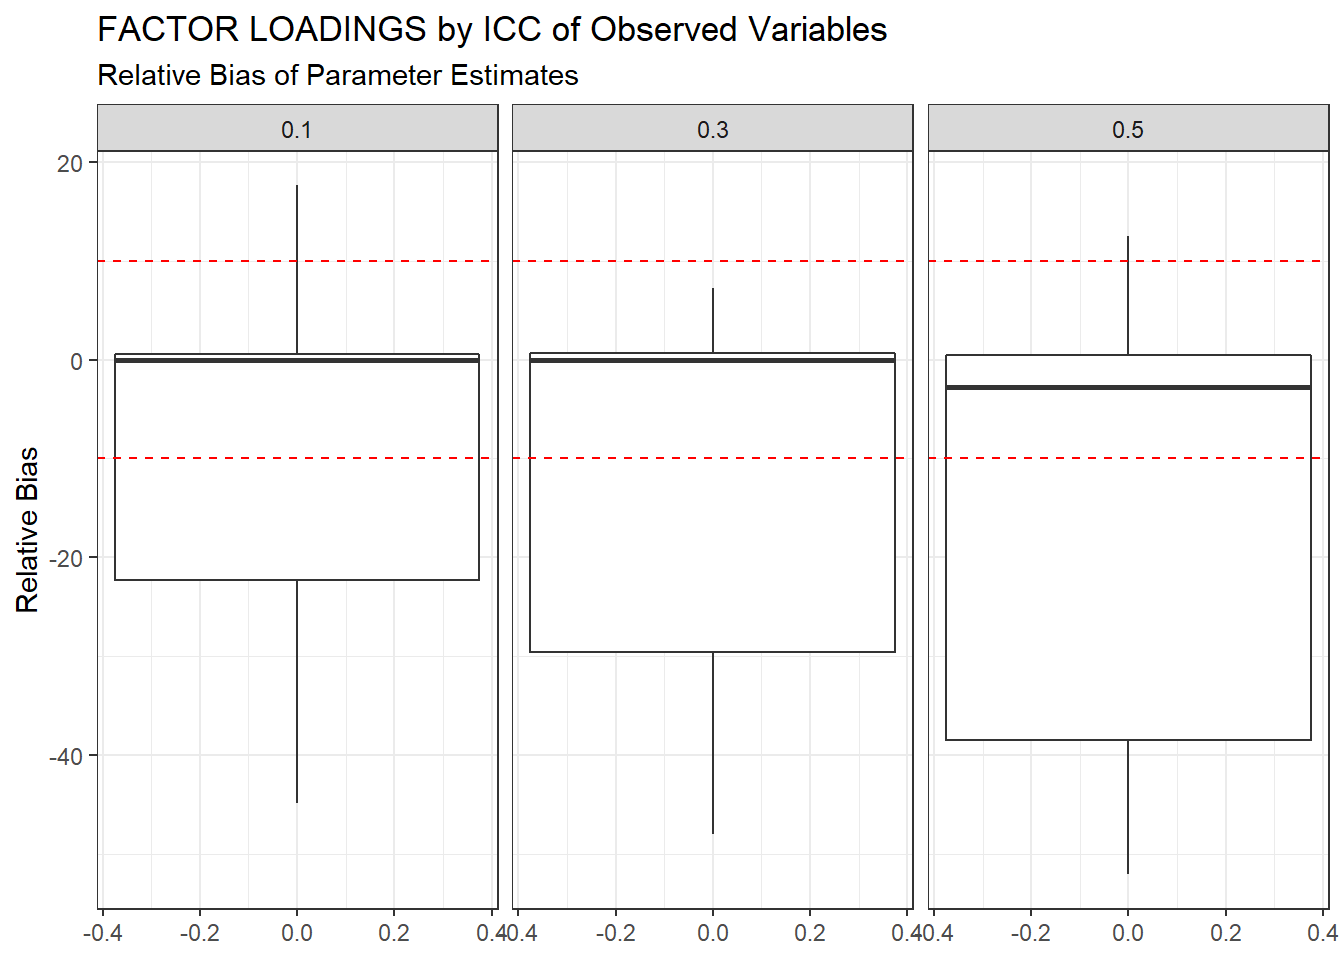 FACTOR LOADINGS by ICC of Observed Variables
Relative Bias of Parameter Estimates
0.1 0.3 0.5
20
0
-20
-40
Relative Bias
-0.4 -0.2 0.0 0.2 0.4 -0.4 -0.2 0.0 0.2 0.4 -0.4 -0.2 0.0 0.2 0.4